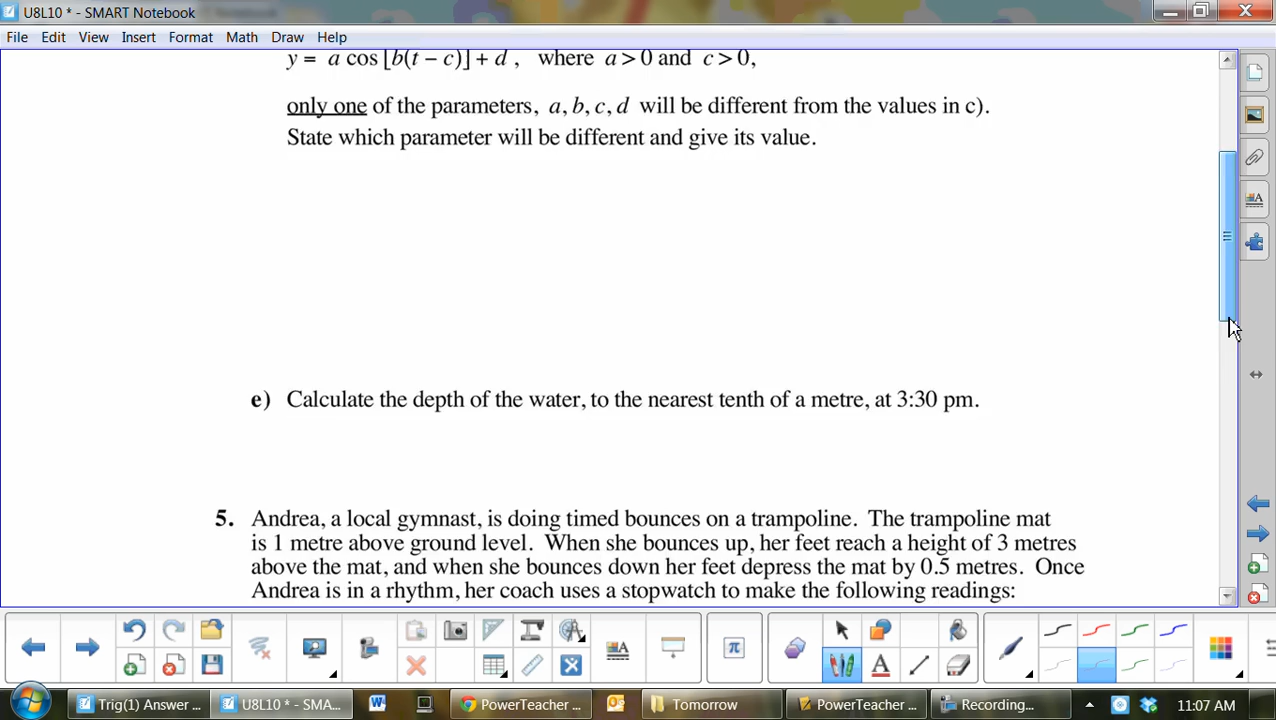 U8L10 * - SMART Notebook
File Edit View Insert Format Math Draw Help
y = a cos [b(t − c)] + d , where a > 0 and c > 0,
only one of the parameters, a, b, c, d will be different from the values in c).
State which parameter will be different and give its value.
e) Calculate the depth of the water, to the nearest tenth of a metre, at 3:30 pm.
5. Andrea, a local gymnast, is doing timed bounces on a trampoline. The trampoline mat
is 1 metre above ground level. When she bounces up, her feet reach a height of 3 metres
above the mat, and when she bounces down her feet depress the mat by 0.5 metres. Once
Andrea is in a rhythm, her coach uses a stopwatch to make the following readings:
Trig(1) Answer ... U8L10 * - SMA... PowerTeacher ... Tomorrow PowerTeacher ... Recording... 11:07 AM